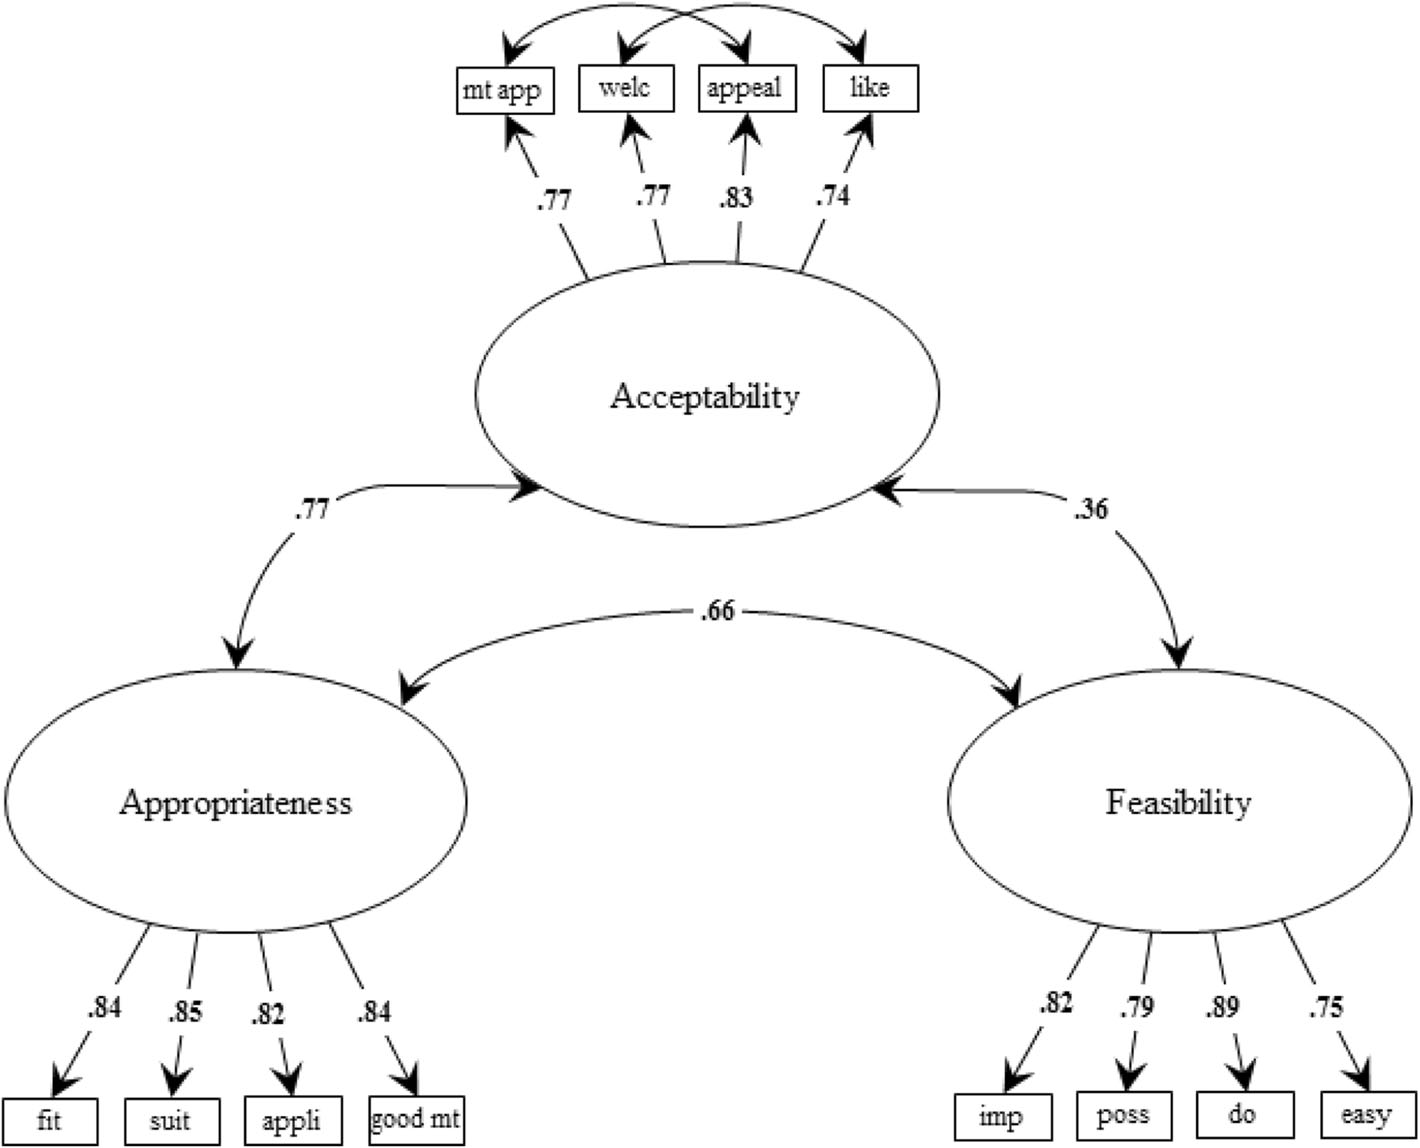 mt app welc appeal like
.77 .77 .83 .74
Acceptability
.77 .36
.66
Appropriateness Feasibility
.84 .85 .82 .84 .82 .79 .89 .75
fit suit appli good mt imp poss do easy